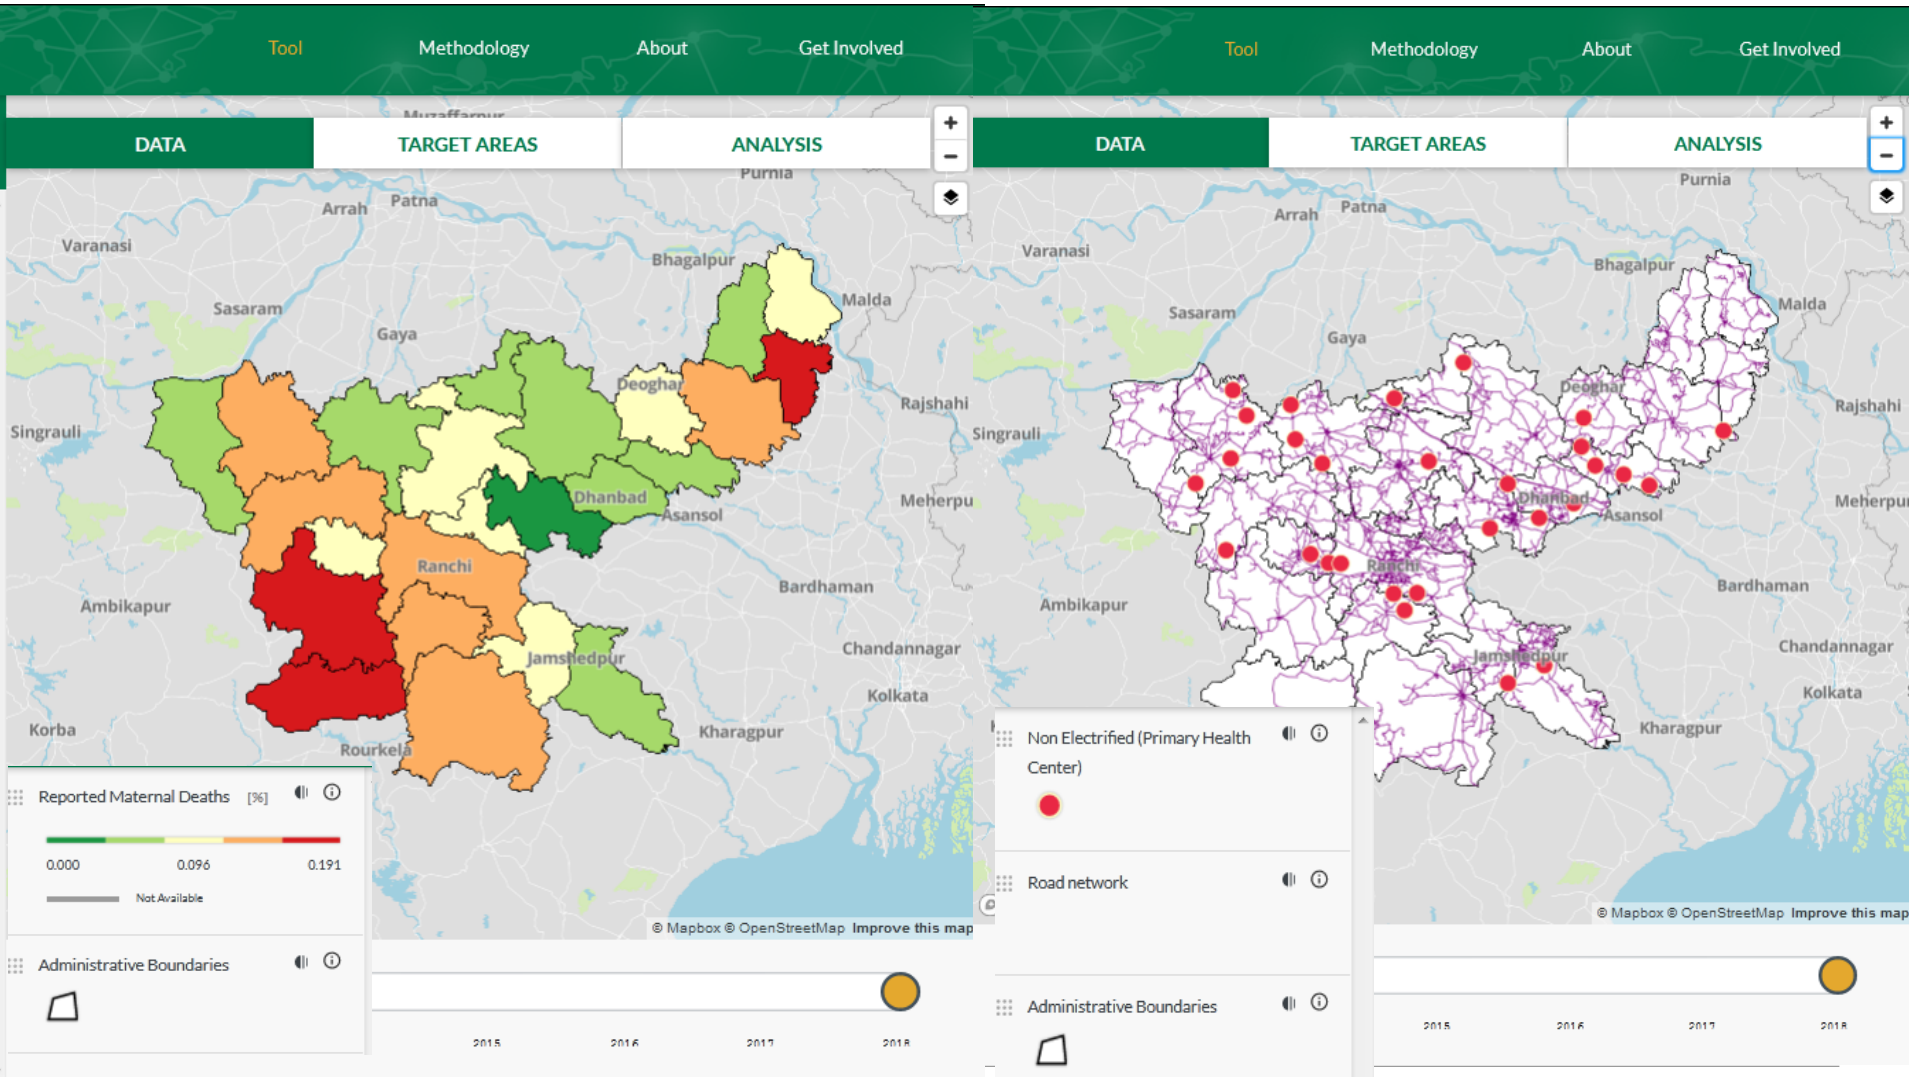 Tool Methodology About Get Involved
DATA TARGET AREAS ANALYSIS
+
−
Muzaffarpur
Purnia
Arrah
Patna
Varanasi
Bhagalpur
Malda
Sasaram
Gaya
Deoghar
Rajshahi
Singrauli
Dhanbad
Asansol
Ranchi
Bardhaman
Ambikapur
Chandannagar
Jamshedpur
Kolkata
Korba
Rourkela
Kharagpur
© Mapbox © OpenStreetMap Improve this map
Reported Maternal Deaths [%]
0.000 0.096 0.191
Not Available
Administrative Boundaries
2015 2016 2017 2018
Tool Methodology About Get Involved
DATA TARGET AREAS ANALYSIS
+
−
Purnia
Arrah
Patna
Varanasi
Bhagalpur
Malda
Sasaram
Gaya
Deoghar
Rajshahi
Singrauli
Dhanbad
Asansol
Ranchi
Bardhaman
Ambikapur
Chandannagar
Jamshedpur
Kolkata
Kharagpur
© Mapbox © OpenStreetMap Improve this map
Non Electrified (Primary Health
Center)
Road network
Administrative Boundaries
2015 2016 2017 2018